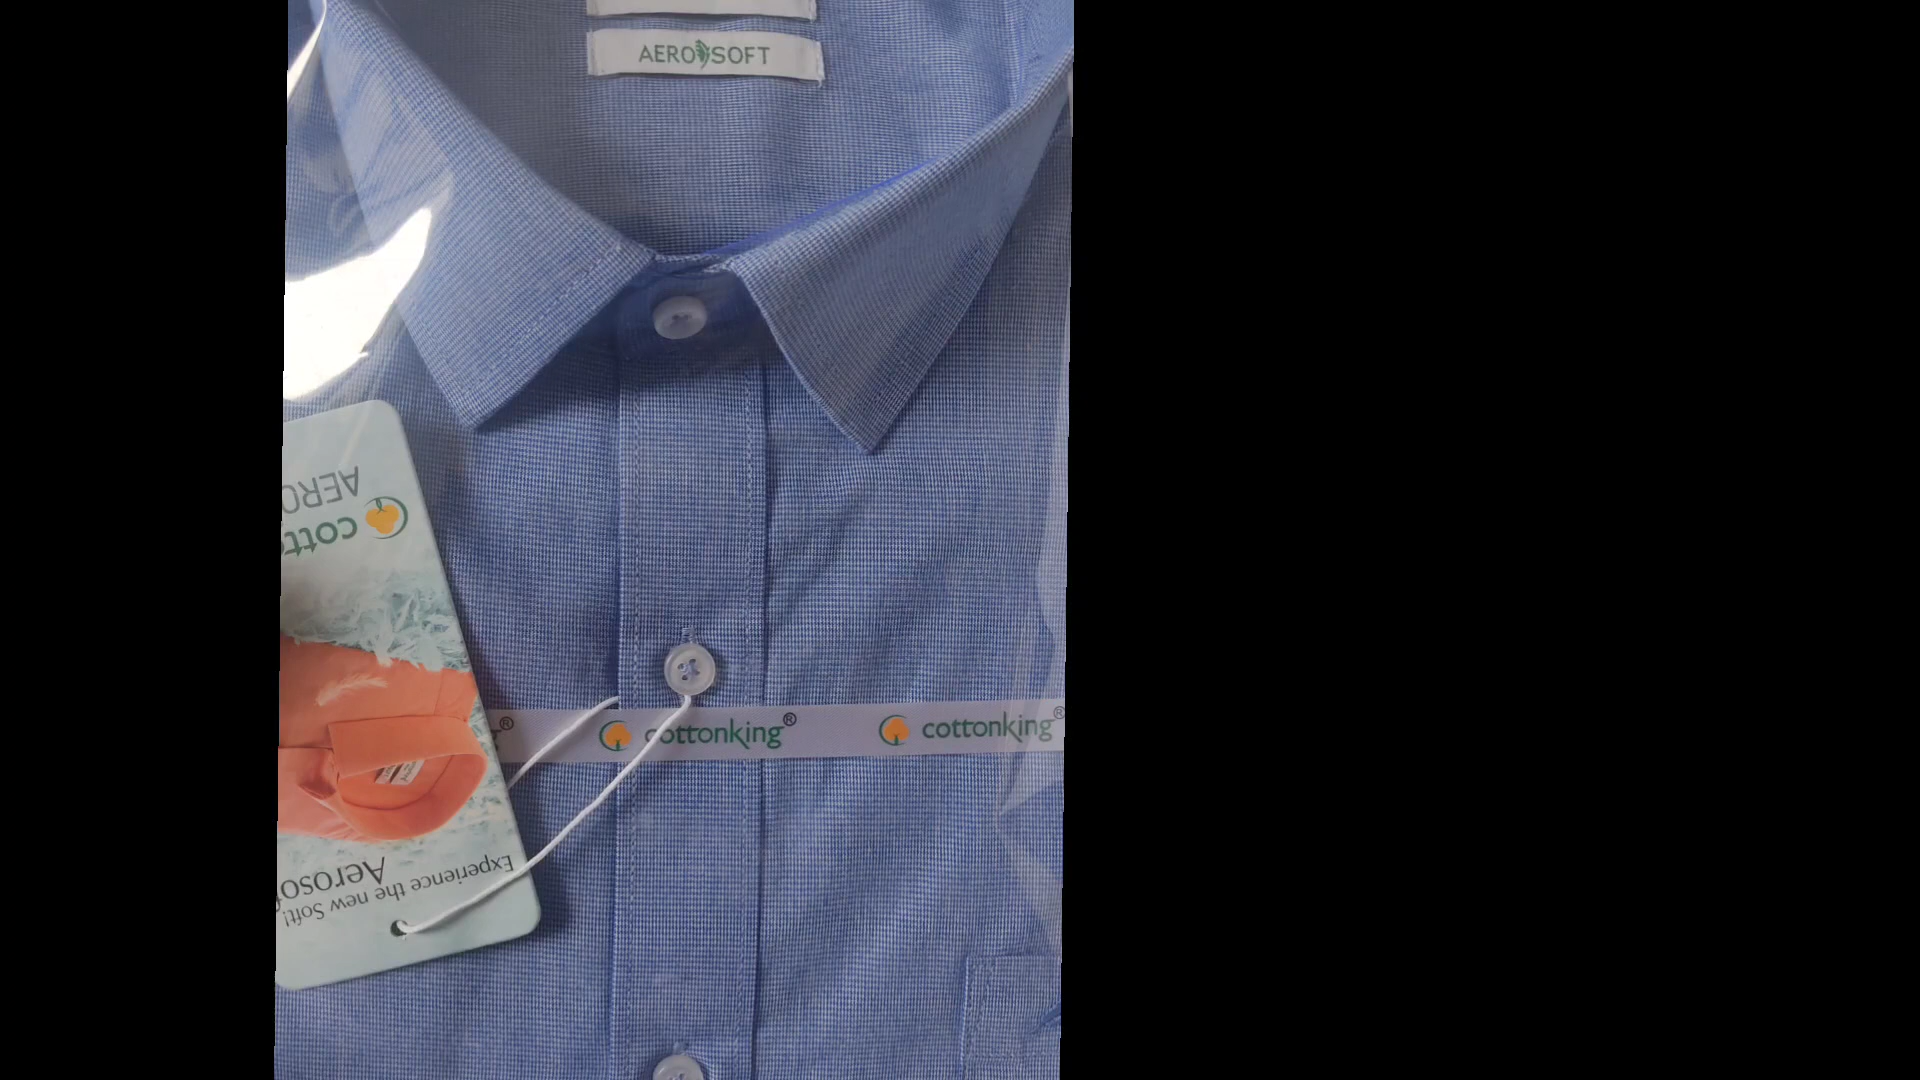 AERO SOFT
AERO
cott
® cottonking® cottonking®
Experience the new Soft!
Aeroso